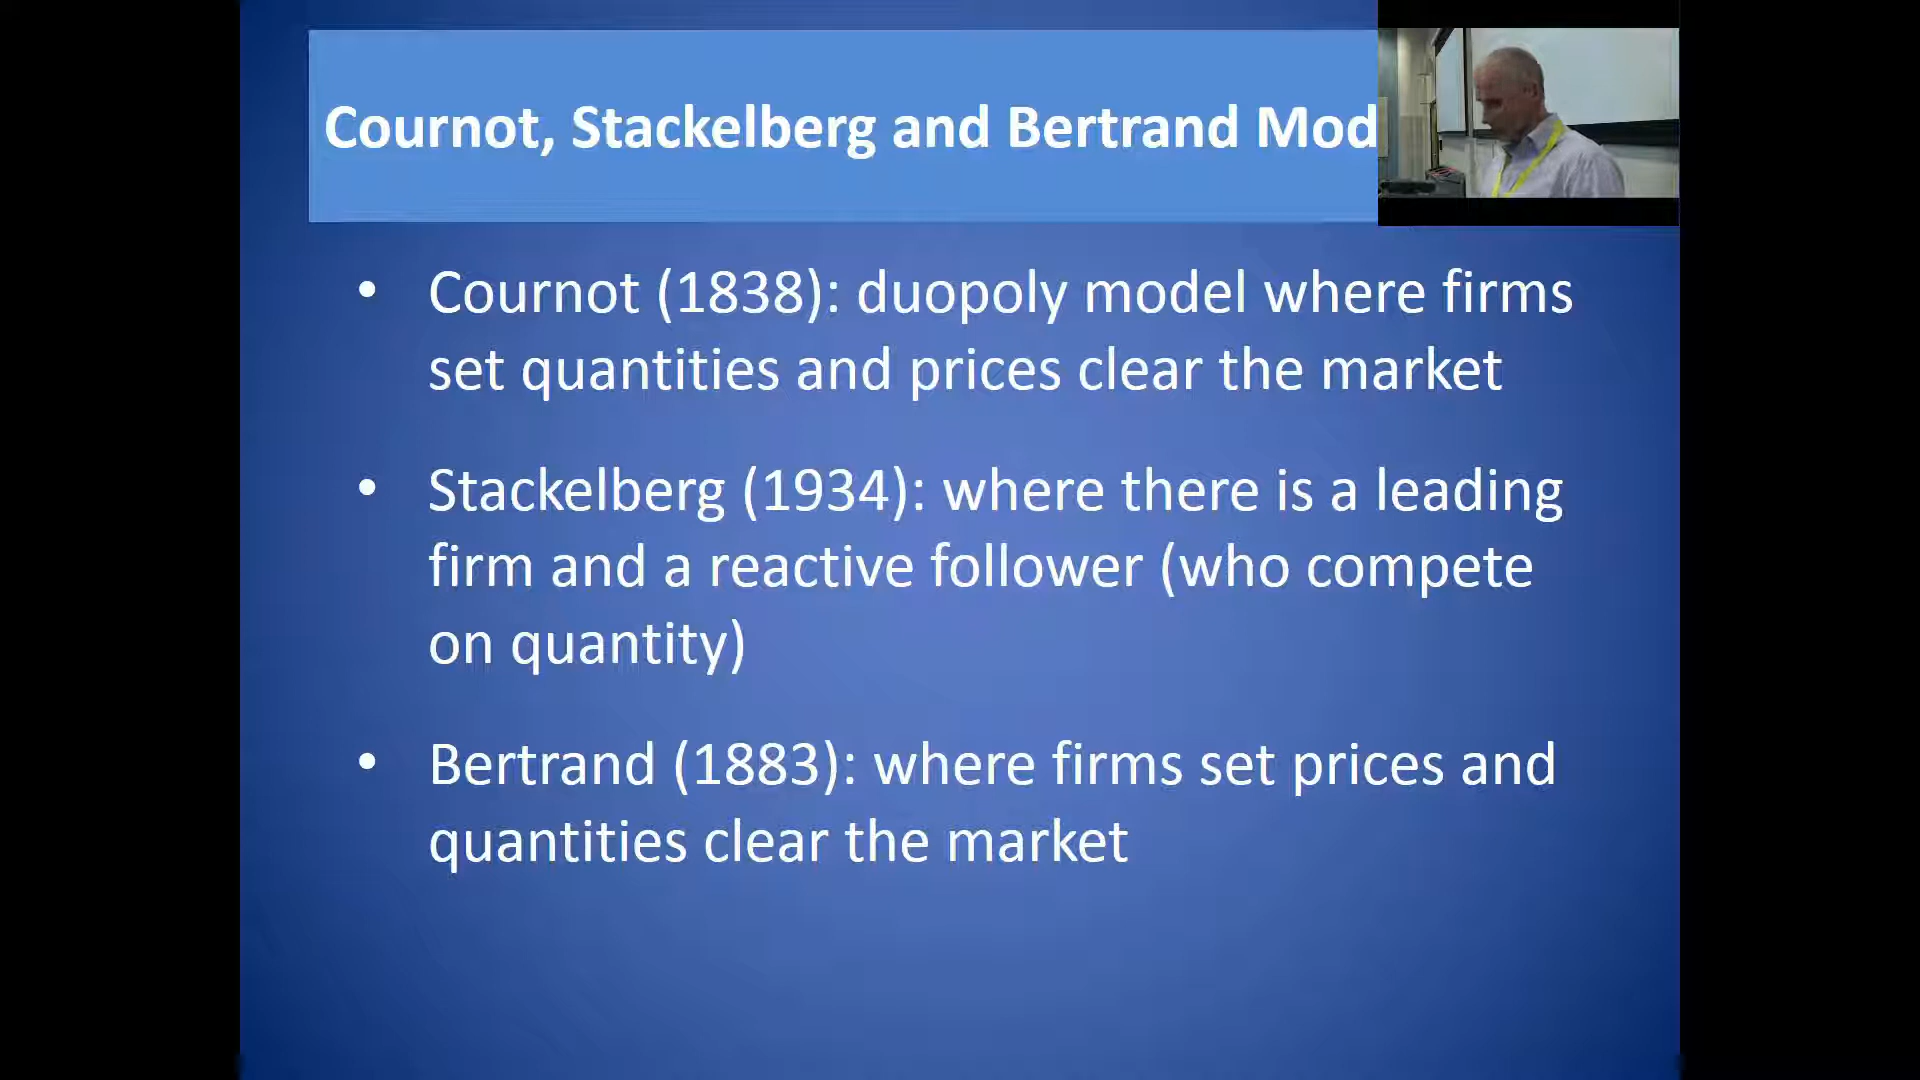 Cournot, Stackelberg and Bertrand Mod
• Cournot (1838): duopoly model where firms
set quantities and prices clear the market
• Stackelberg (1934): where there is a leading
firm and a reactive follower (who compete
on quantity)
• Bertrand (1883): where firms set prices and
quantities clear the market